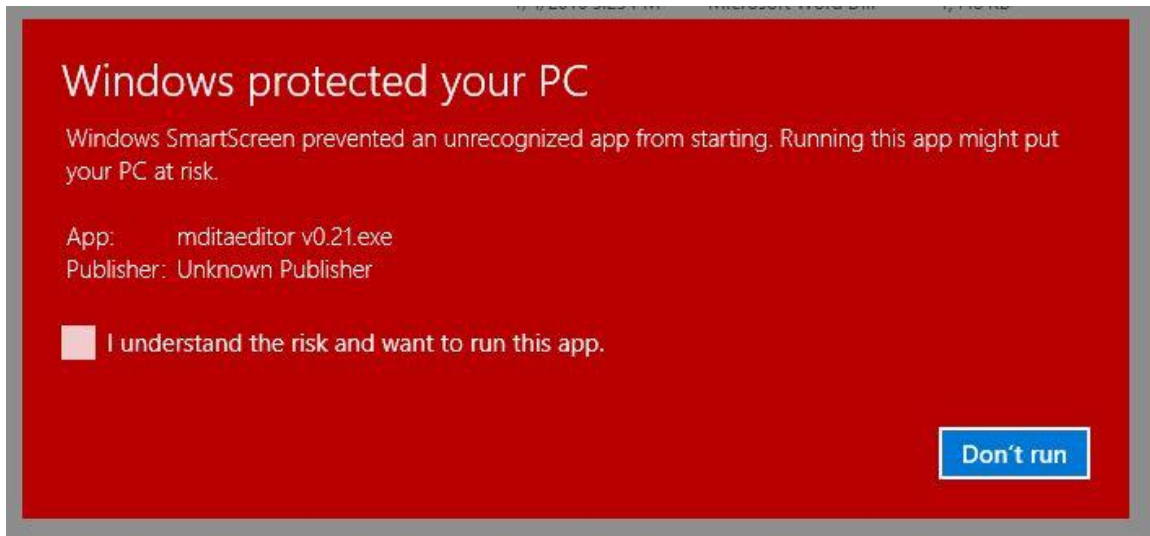 Windows protected your PC
Windows SmartScreen prevented an unrecognized app from starting. Running this app might put
your PC at risk.
App: mditaeditor v0.21.exe
Publisher: Unknown Publisher
I understand the risk and want to run this app.
Don't run